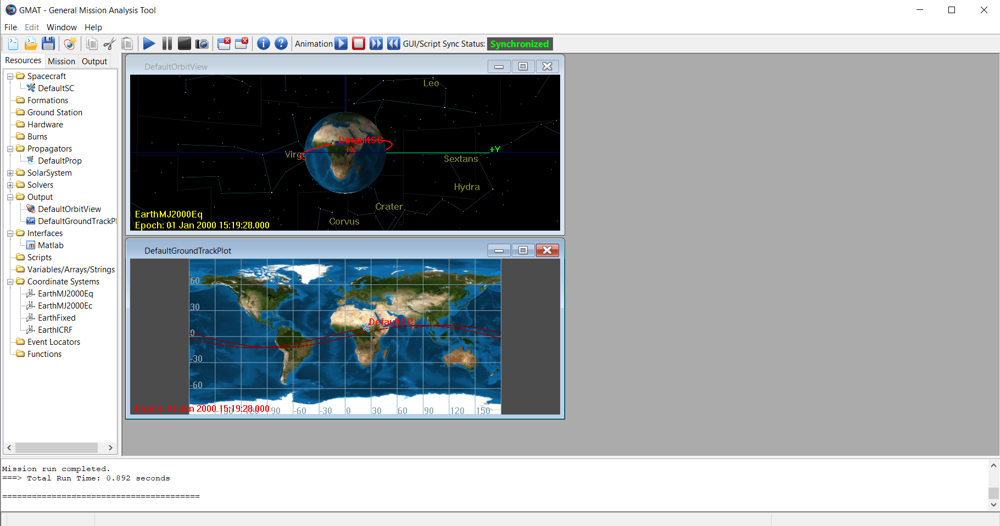 GMAT - General Mission Analysis Tool
File Edit Window Help
Animation GUI/Script Sync Status: Synchronized
Resources Mission Output
Spacecraft
DefaultSC
Formations
Ground Station
Hardware
Burns
Propagators
DefaultProp
SolarSystem
Solvers
Output
DefaultOrbitView
DefaultGroundTrackPl
Interfaces
Matlab
Scripts
Variables/Arrays/Strings
Coordinate Systems
EarthMJ2000Eq
EarthMJ2000Ec
EarthFixed
EarthICRF
Event Locators
Functions
DefaultOrbitView
Leo
DefaultSC
+X
+Y
Virgo
Sextans
Hydra
Crater
Corvus
EarthMJ2000Eq
Epoch: 01 Jan 2000 15:19:28.000
DefaultGroundTrackPlot
60
30
DefaultSC
0
-30
-60
Epoch: 01 Jan 2000 15:19:28.000
-150 -120 -90 -60 -30 0 30 60 90 120 150
Mission run completed.
===> Total Run Time: 0.892 seconds
========================================